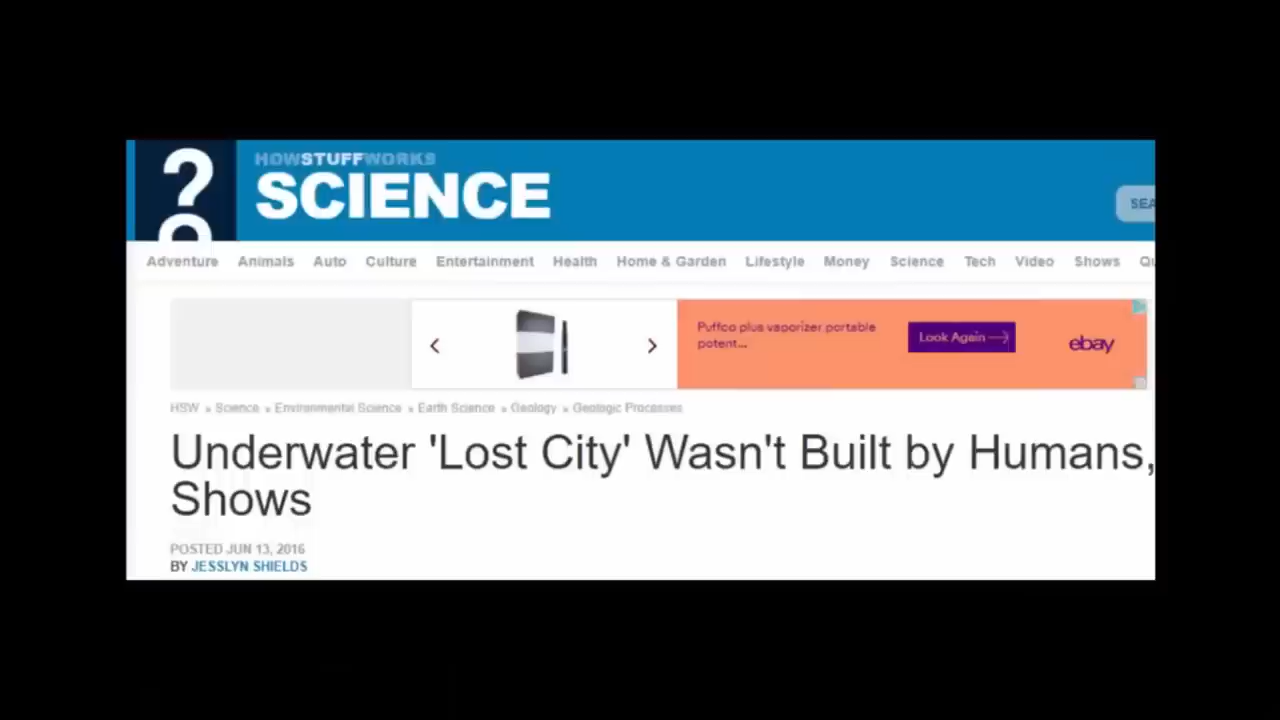 HOWSTUFFWORKS
SCIENCE
SEA
Adventure Animals Auto Culture Entertainment Health Home & Garden Lifestyle Money Science Tech Video Shows Qu
Puffco plus vaporizer portable
potent...
Look Again
ebay
HSW » Science » Environmental Science » Earth Science » Geology » Geologic Processes
Underwater 'Lost City' Wasn't Built by Humans,
Shows
POSTED JUN 13, 2016
BY JESSLYN SHIELDS